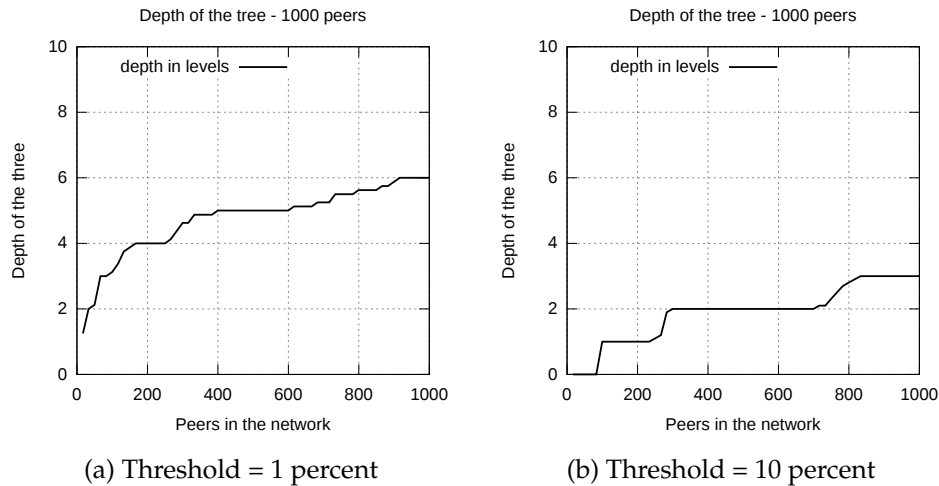 Depth of the tree - 1000 peers
10
8
6
4
2
0
depth in levels
Depth of the three
0 200 400 600 800 1000
Peers in the network
(a) Threshold = 1 percent
Depth of the tree - 1000 peers
10
8
6
4
2
0
depth in levels
Depth of the three
0 200 400 600 800 1000
Peers in the network
(b) Threshold = 10 percent